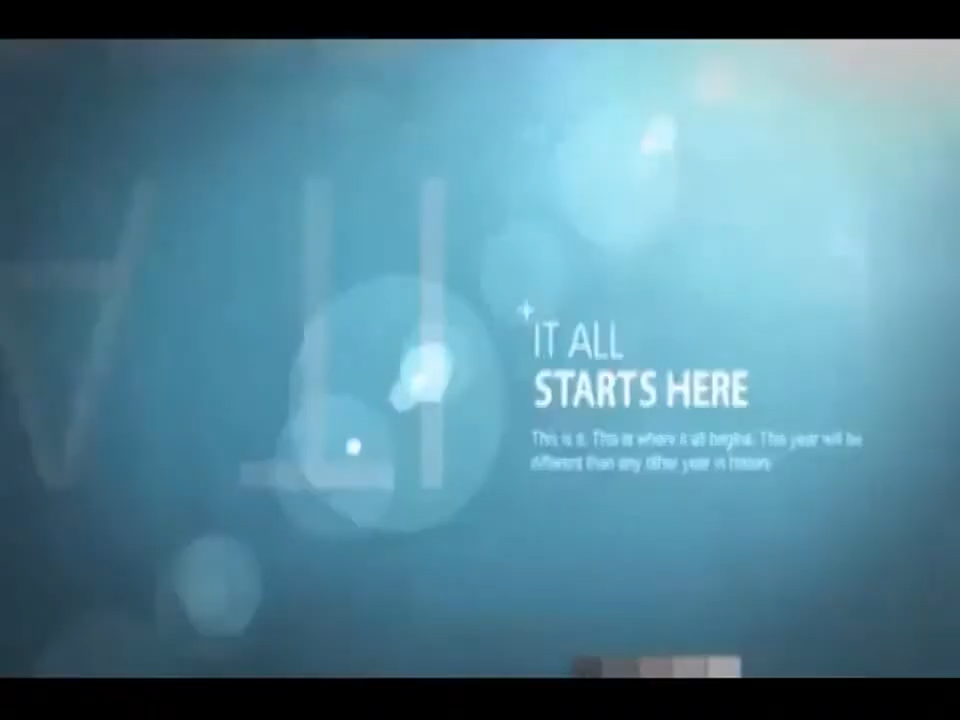 IT ALL
STARTS HERE
This is it. This is where it all begins. This year will be
different than any other year in history.